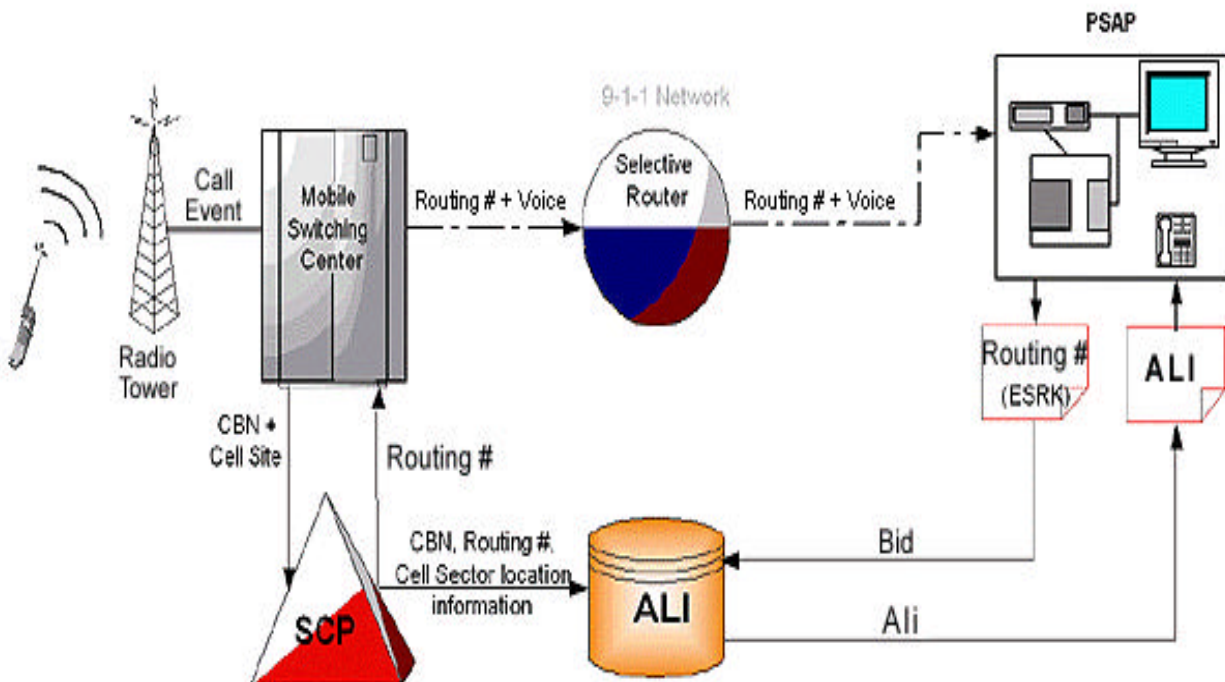 PSAP
9-1-1 Network
Call
Event
Mobile
Switching
Center
Routing # + Voice
Selective
Router
Routing # + Voice
Radio
Tower
Routing #
(ESRK)
ALI
CBN +
Cell Site
Routing #
SCP
CBN, Routing #,
Cell Sector location
information
ALI
Bid
Ali